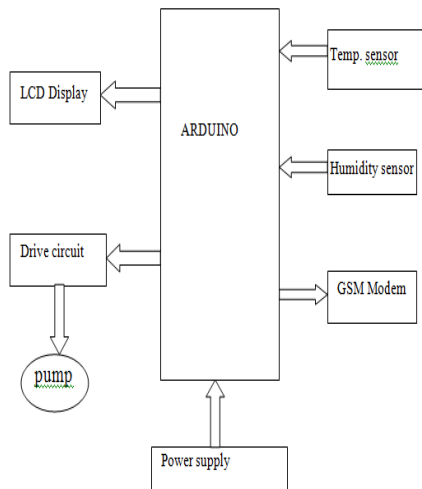 Temp. sensor
LCD Display
ARDUINO
Humidity sensor
Drive circuit
GSM Modem
pump
Power supply